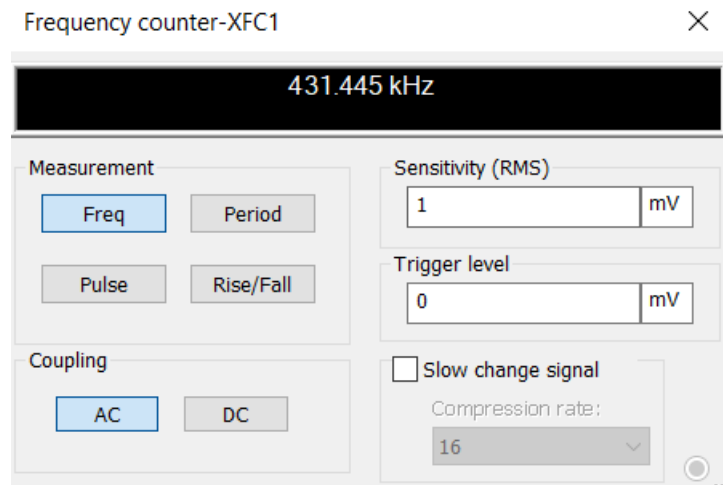 Frequency counter-XFC1
431.445 kHz
Measurement
Freq Period
Pulse Rise/Fall
Coupling
AC DC
Sensitivity (RMS)
1 mV
Trigger level
0 mV
Slow change signal
Compression rate:
16